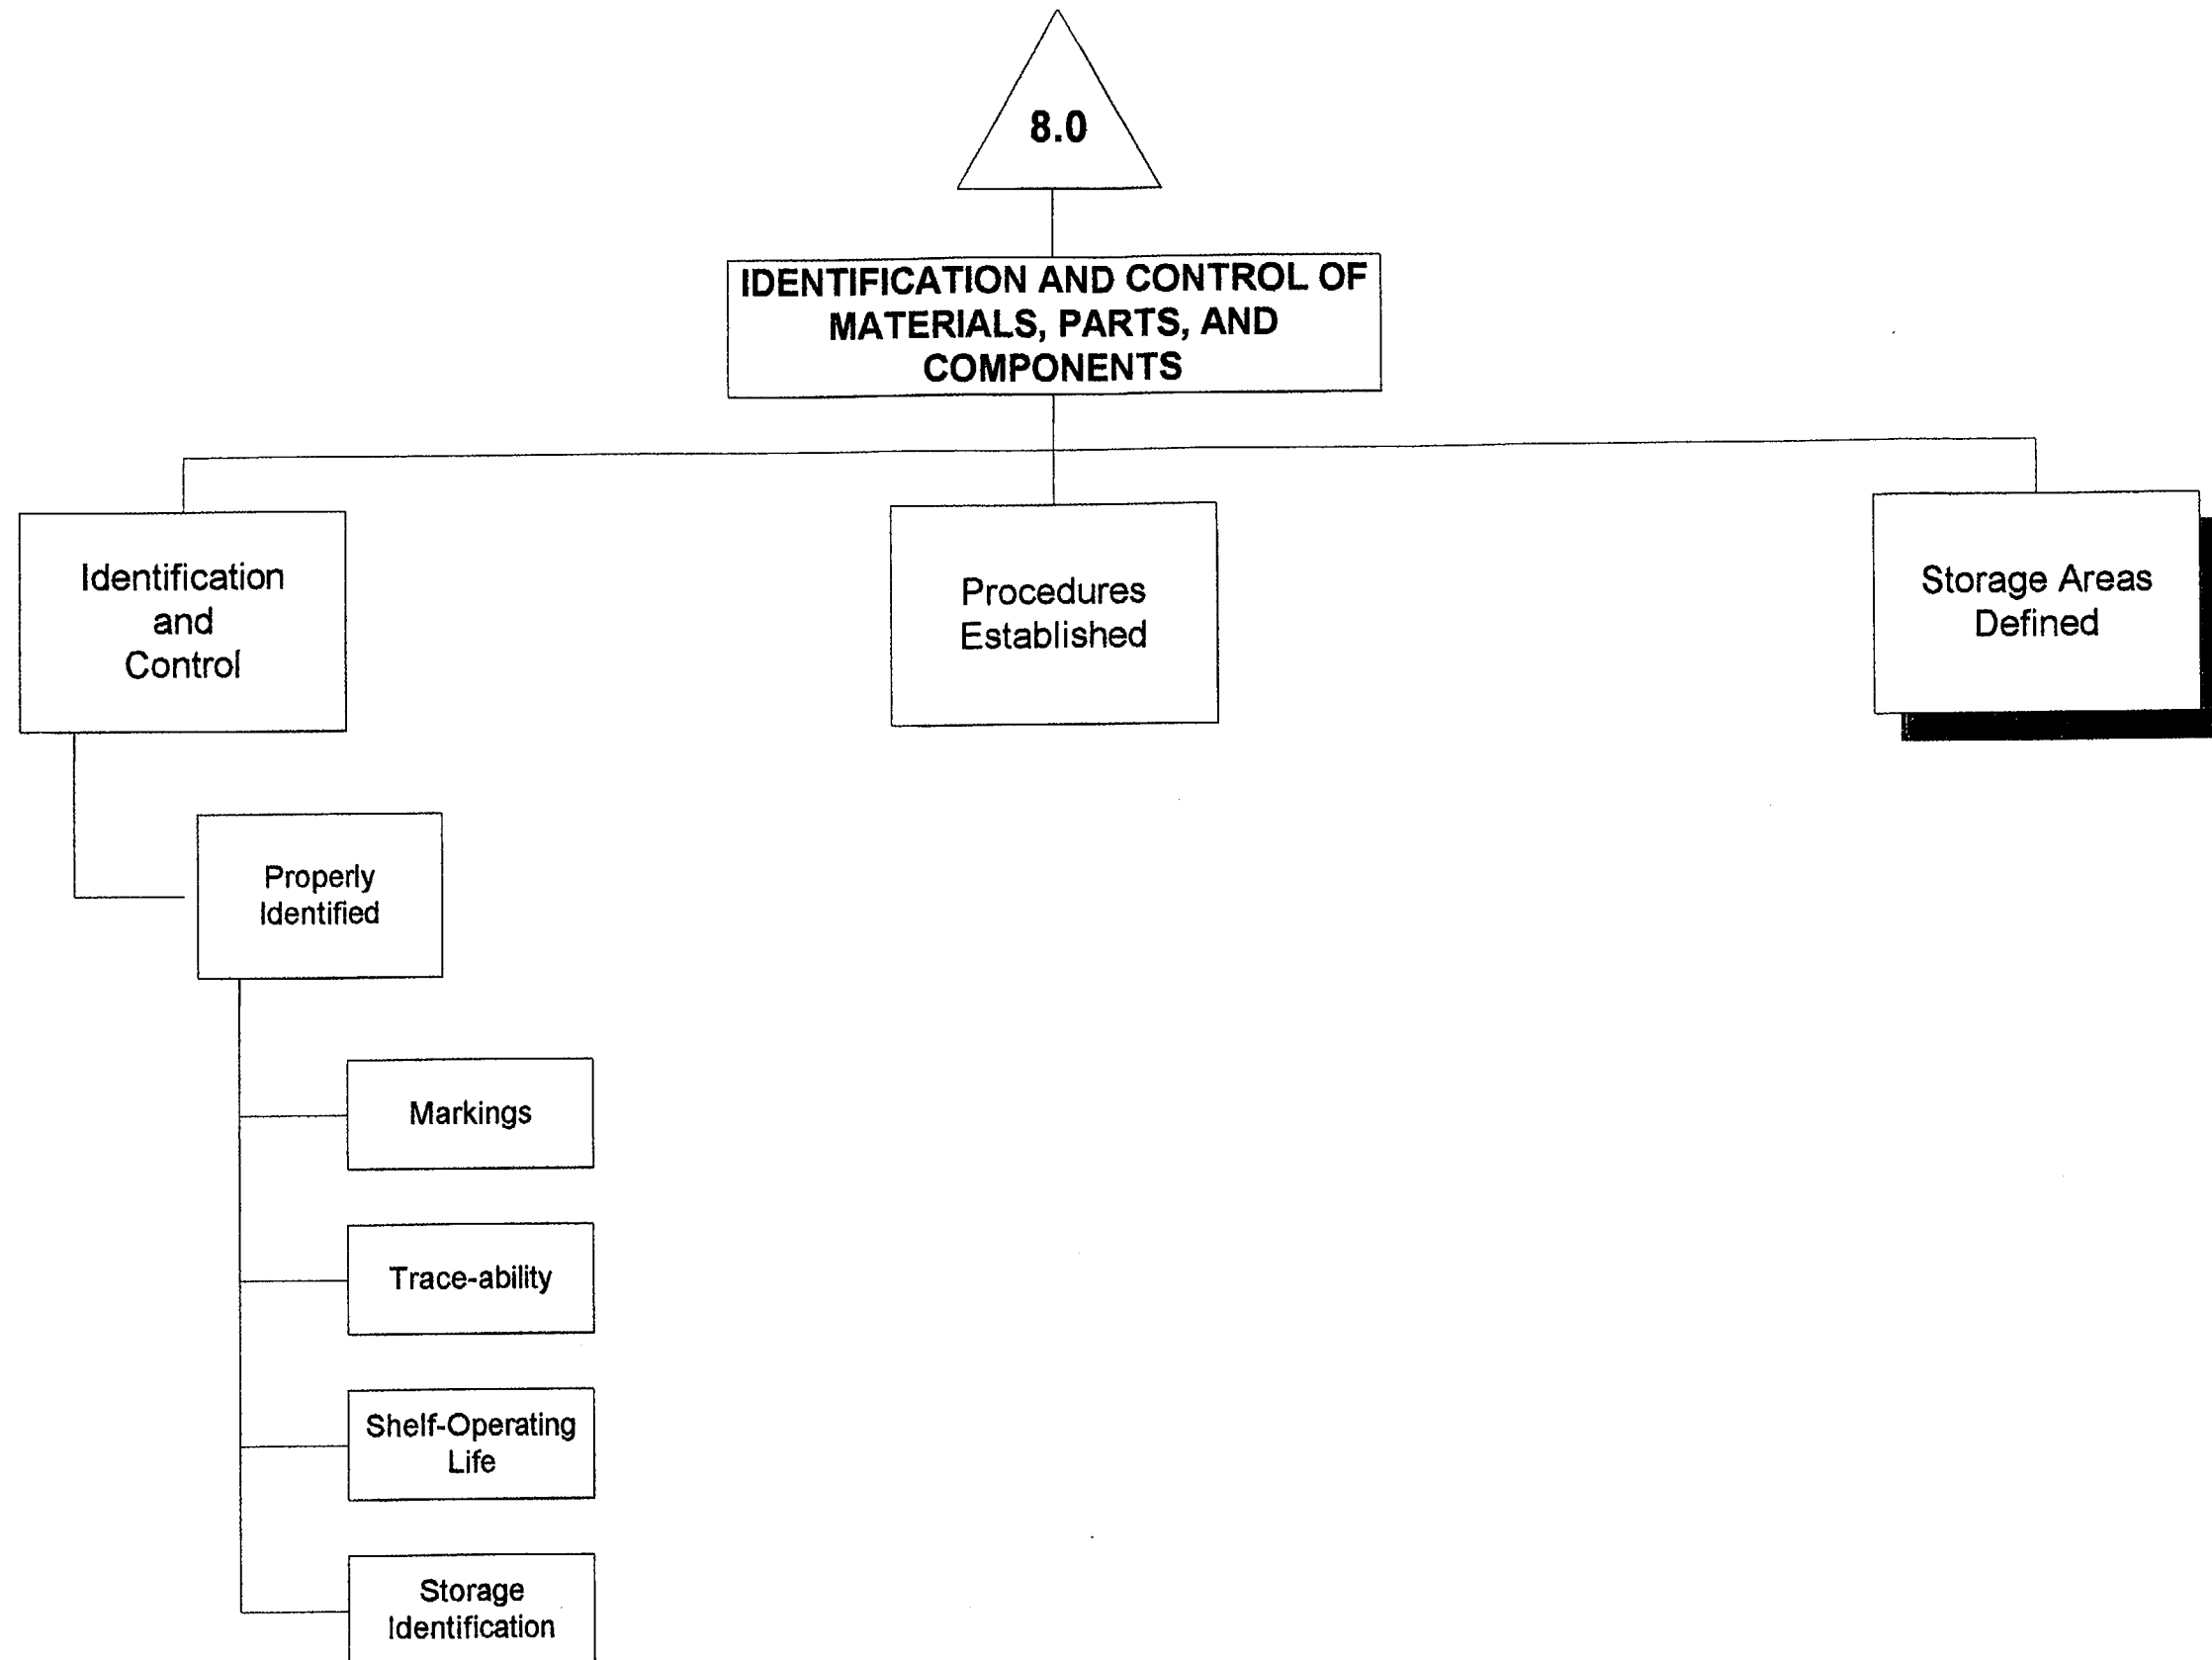 8.0
IDENTIFICATION AND CONTROL OF
MATERIALS, PARTS, AND
COMPONENTS
Identification
and
Control
Procedures
Established
Storage Areas
Defined
Properly
Identified
Markings
Trace-ability
Shelf-Operating
Life
Storage
Identification